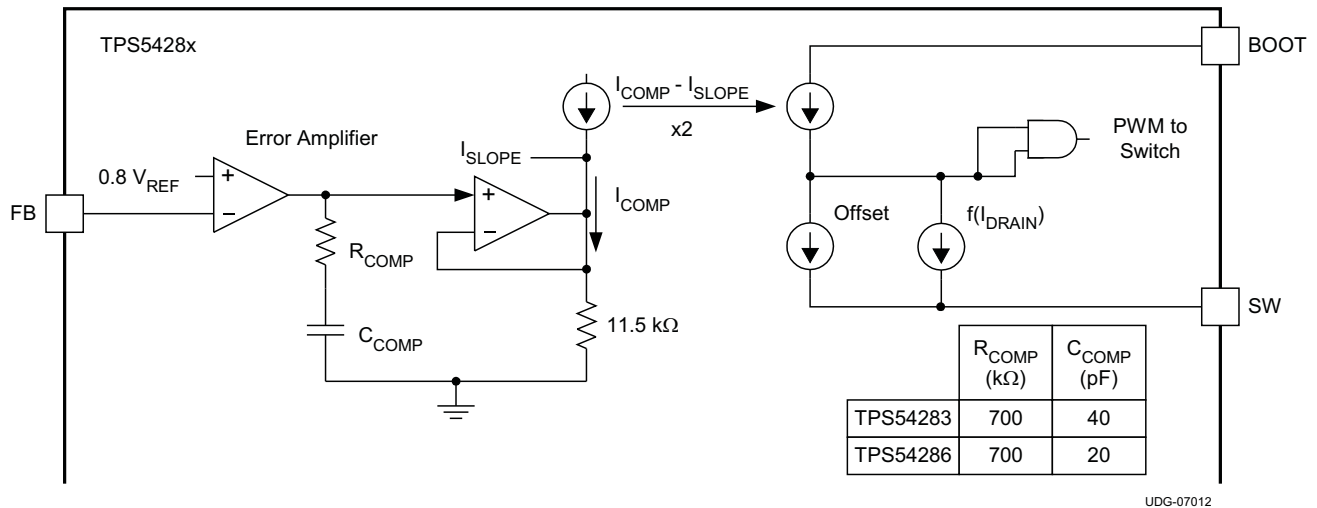 TPS5428x
BOOT
I_COMP - I_SLOPE
x2
Error Amplifier
PWM to
Switch
I_SLOPE
0.8 V_REF
+
+
FB
−
−
I_COMP
Offset
f(I_DRAIN)
R_COMP
C_COMP
11.5 kΩ
SW
R_COMP
(kΩ)
C_COMP
(pF)
TPS54283 700 40
TPS54286 700 20
UDG-07012